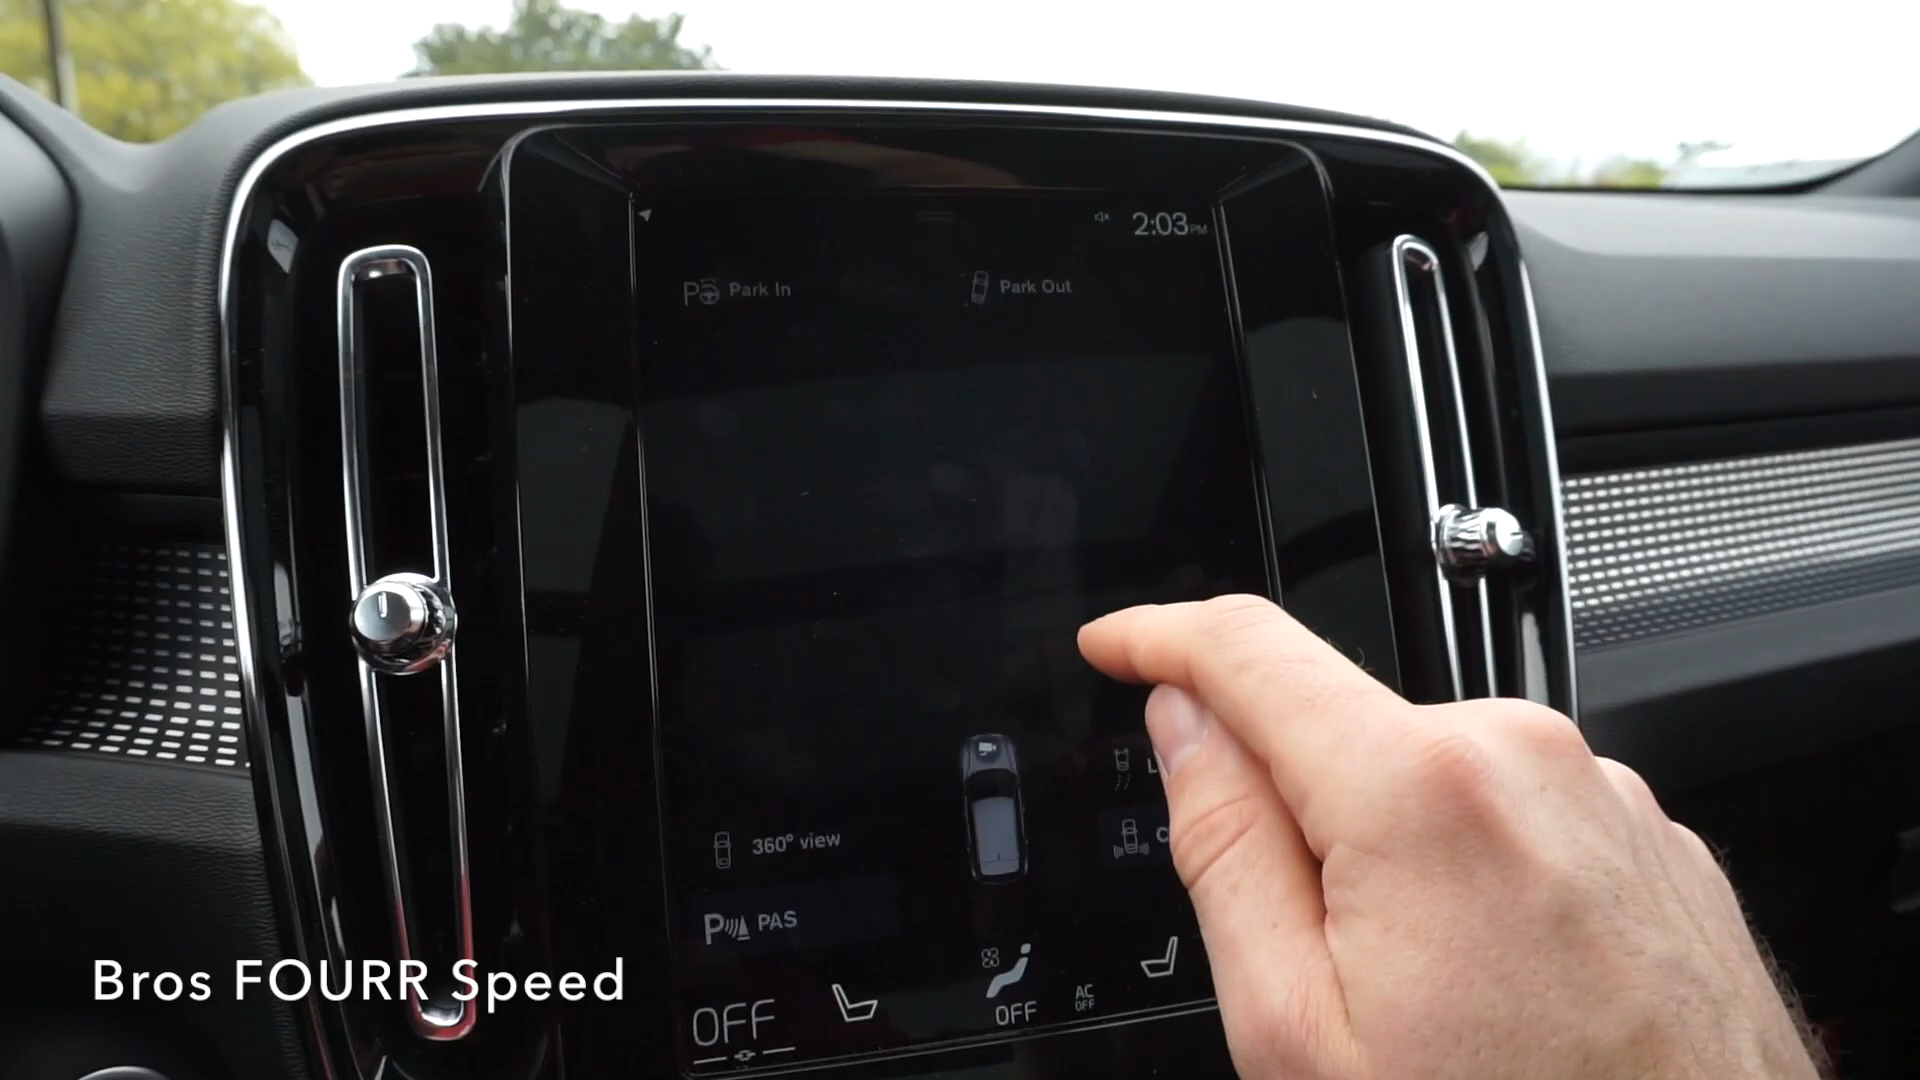 2:03PM
Park In
Park Out
360° view
P PAS
OFF
OFF
AC
OFF
Bros FOURR Speed